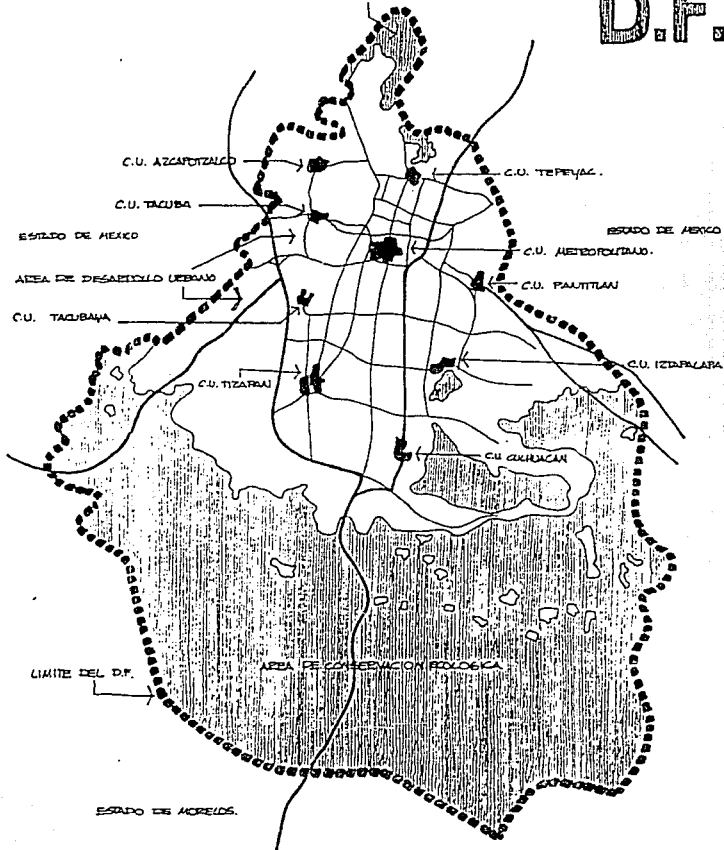 D.F.
C.U. AZCAPOTZALCO
C.U. TEPEYAC.
C.U. TACUBA
ESTADO DE MEXICO
ESTADO DE MEXICO
C.U. METROPOLITANO.
AREA DE DESARROLLO URBANO
C.U. PANTITLAN
C.U. TACUBAYA
C.U. IZTAPALAPA
C.U. TIZAPAN
C.U. CULHUACAN
AREA DE CONSERVACION ECOLOGICA
LIMITE DEL D.F.
ESTADO DE MORELOS.